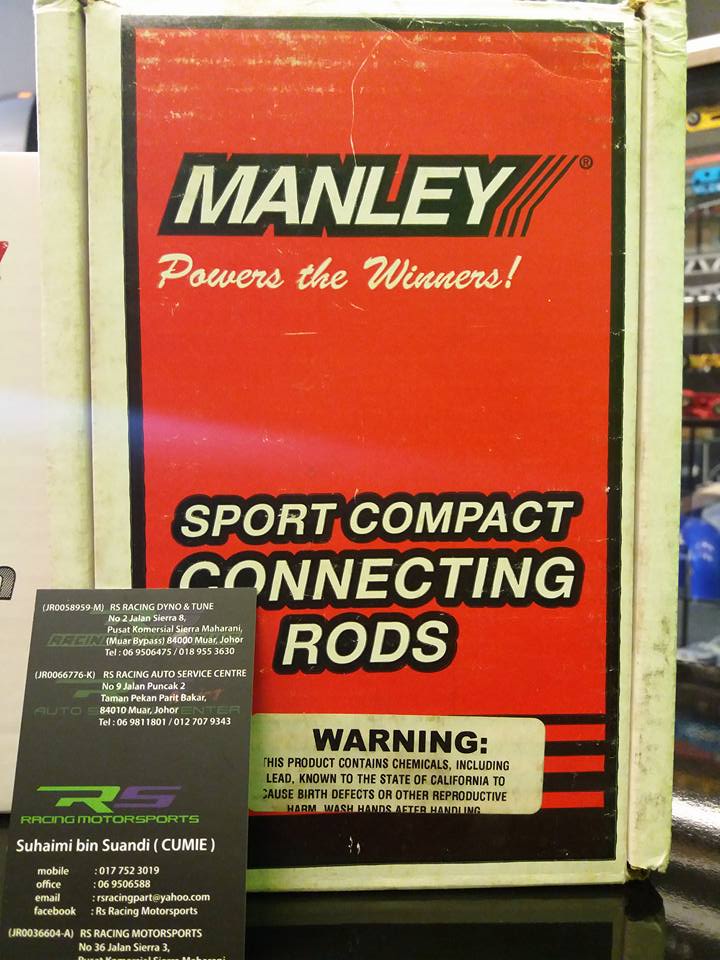 MANLEY®
Powers the Winners!
SPORT COMPACT
CONNECTING
RODS
WARNING:
THIS PRODUCT CONTAINS CHEMICALS, INCLUDING
LEAD, KNOWN TO THE STATE OF CALIFORNIA TO
CAUSE BIRTH DEFECTS OR OTHER REPRODUCTIVE
HARM. WASH HANDS AFTER HANDLING.
(JR0058959-M) RS RACING DYNO & TUNE
No 2 Jalan Sierra 8,
Pusat Komersial Sierra Maharani,
(Muar Bypass) 84000 Muar, Johor
Tel : 06 9506475 / 018 955 3630
(JR0066776-K) RS RACING AUTO SERVICE CENTRE
No 9 Jalan Puncak 2
Taman Pekan Parit Bakar,
84010 Muar, Johor
Tel : 06 9811801 / 012 707 9343
RS
RACING MOTORSPORTS
Suhaimi bin Suandi ( CUMIE )
mobile : 017 752 3019
office : 06 9506588
email : rsracingpart@yahoo.com
facebook : Rs Racing Motorsports
(JR0036604-A) RS RACING MOTORSPORTS
No 36 Jalan Sierra 3,
Pusat Komersial Sierra Maharani